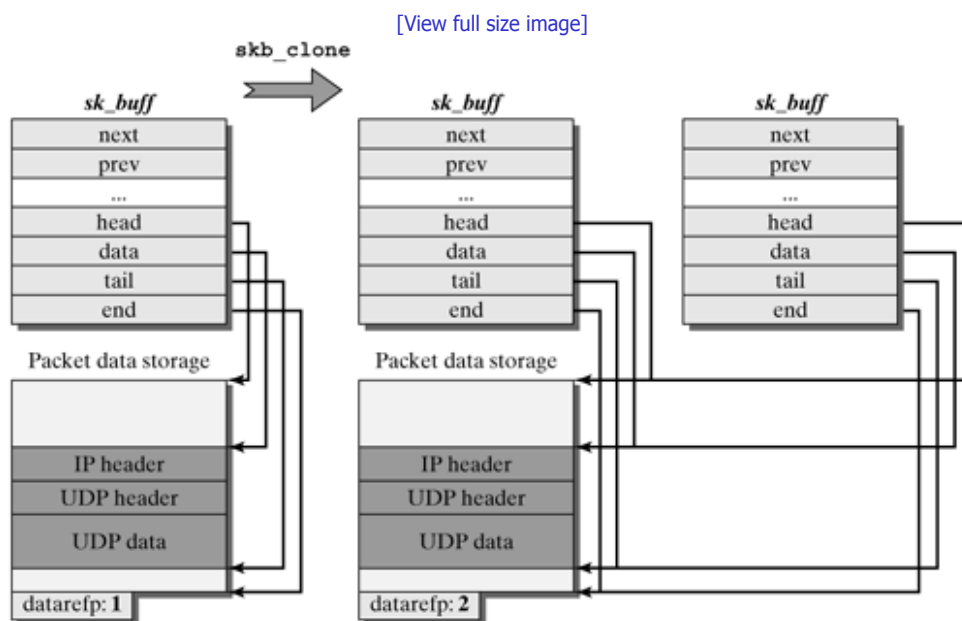 [View full size image]
skb_clone
sk_buff
sk_buff
sk_buff
next
next
next
prev
prev
prev
...
...
...
head
head
head
data
data
data
tail
tail
tail
end
end
end
Packet data storage
Packet data storage
IP header
IP header
UDP header
UDP header
UDP data
UDP data
datarefp: 1
datarefp: 2